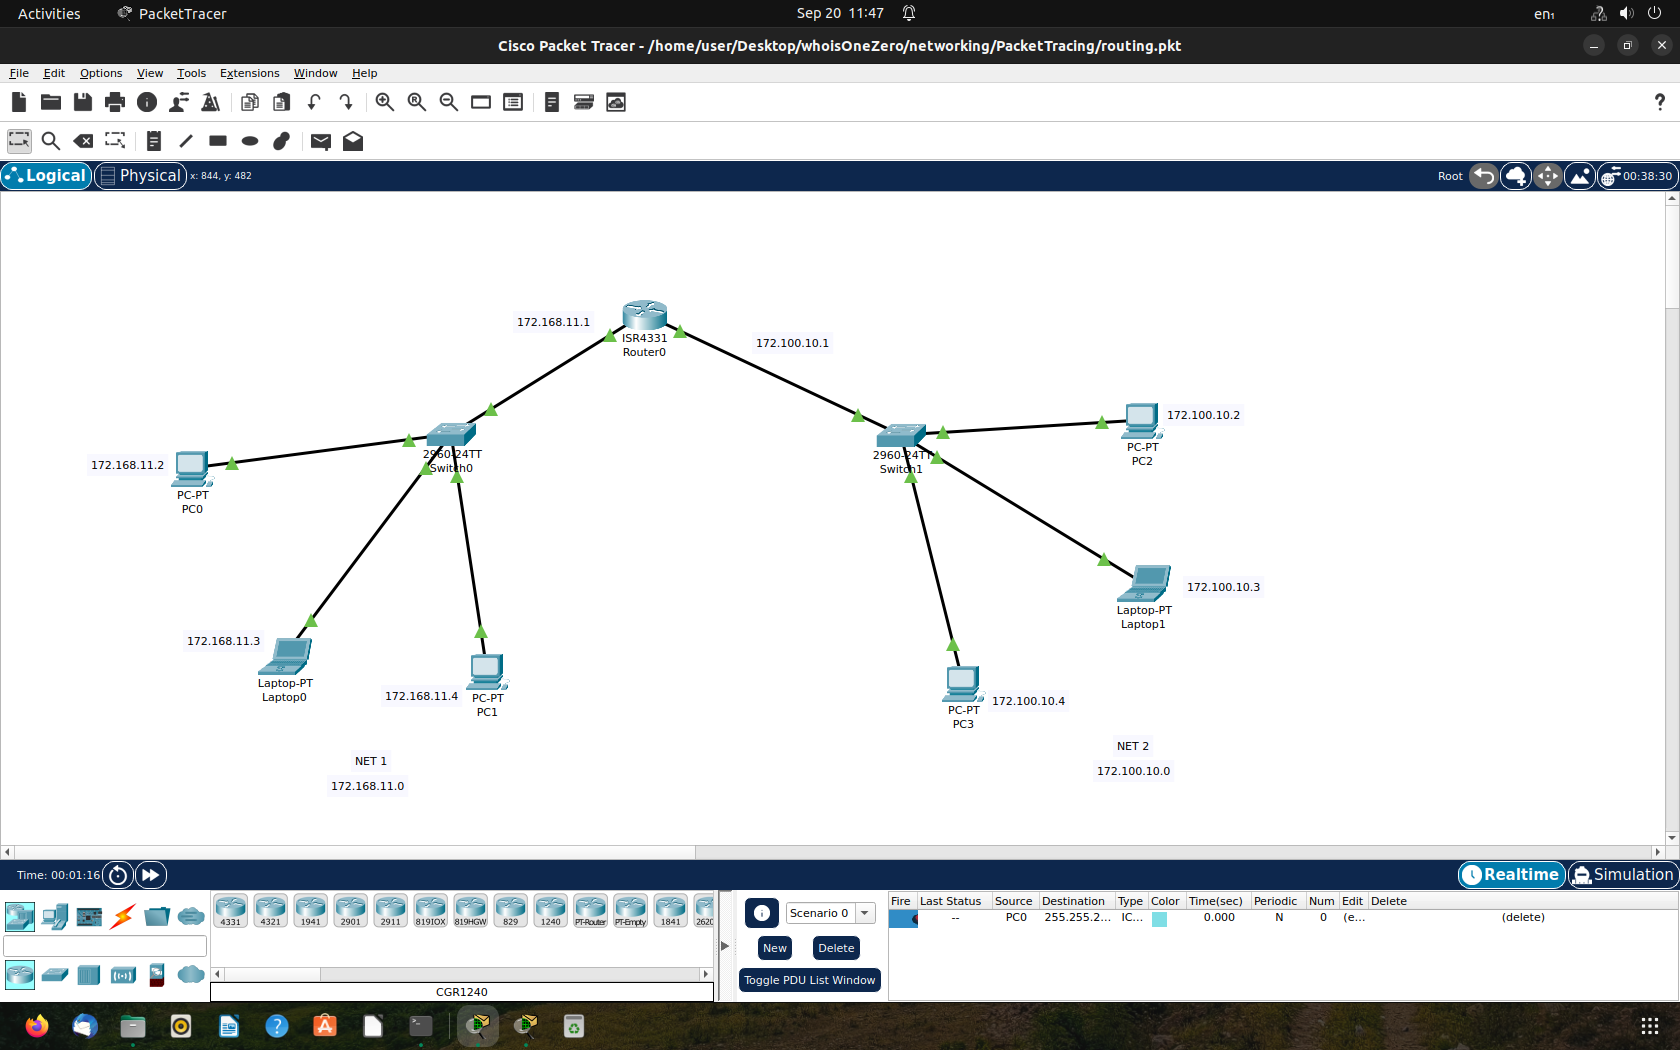 Activities
PacketTracer
Sep 20 11:47
en₁
Cisco Packet Tracer - /home/user/Desktop/whoisOneZero/networking/PacketTracing/routing.pkt
File Edit Options View Tools Extensions Window Help
?
Logical
Physical
x: 844, y: 482
Root
00:38:30
172.168.11.1
ISR4331
Router0
172.100.10.1
172.168.11.2
PC-PT
PC0
2960-24TT
Switch0
2960-24TT
Switch1
PC-PT
PC2
172.100.10.2
172.168.11.3
Laptop-PT
Laptop0
172.168.11.4
PC-PT
PC1
172.100.10.3
Laptop-PT
Laptop1
PC-PT
PC3
172.100.10.4
NET 1
172.168.11.0
NET 2
172.100.10.0
Time: 00:01:16
Realtime
Simulation
4331 4321 1941 2901 2911 819IOX 819HGW 829 1240 PT-Router PT-Empty 1841 2620
CGR1240
Scenario 0
New
Delete
Toggle PDU List Window
Fire Last Status Source Destination Type Color Time(sec) Periodic Num Edit Delete
-- PC0 255.255.2... IC... 0.000 N 0 (e... (delete)